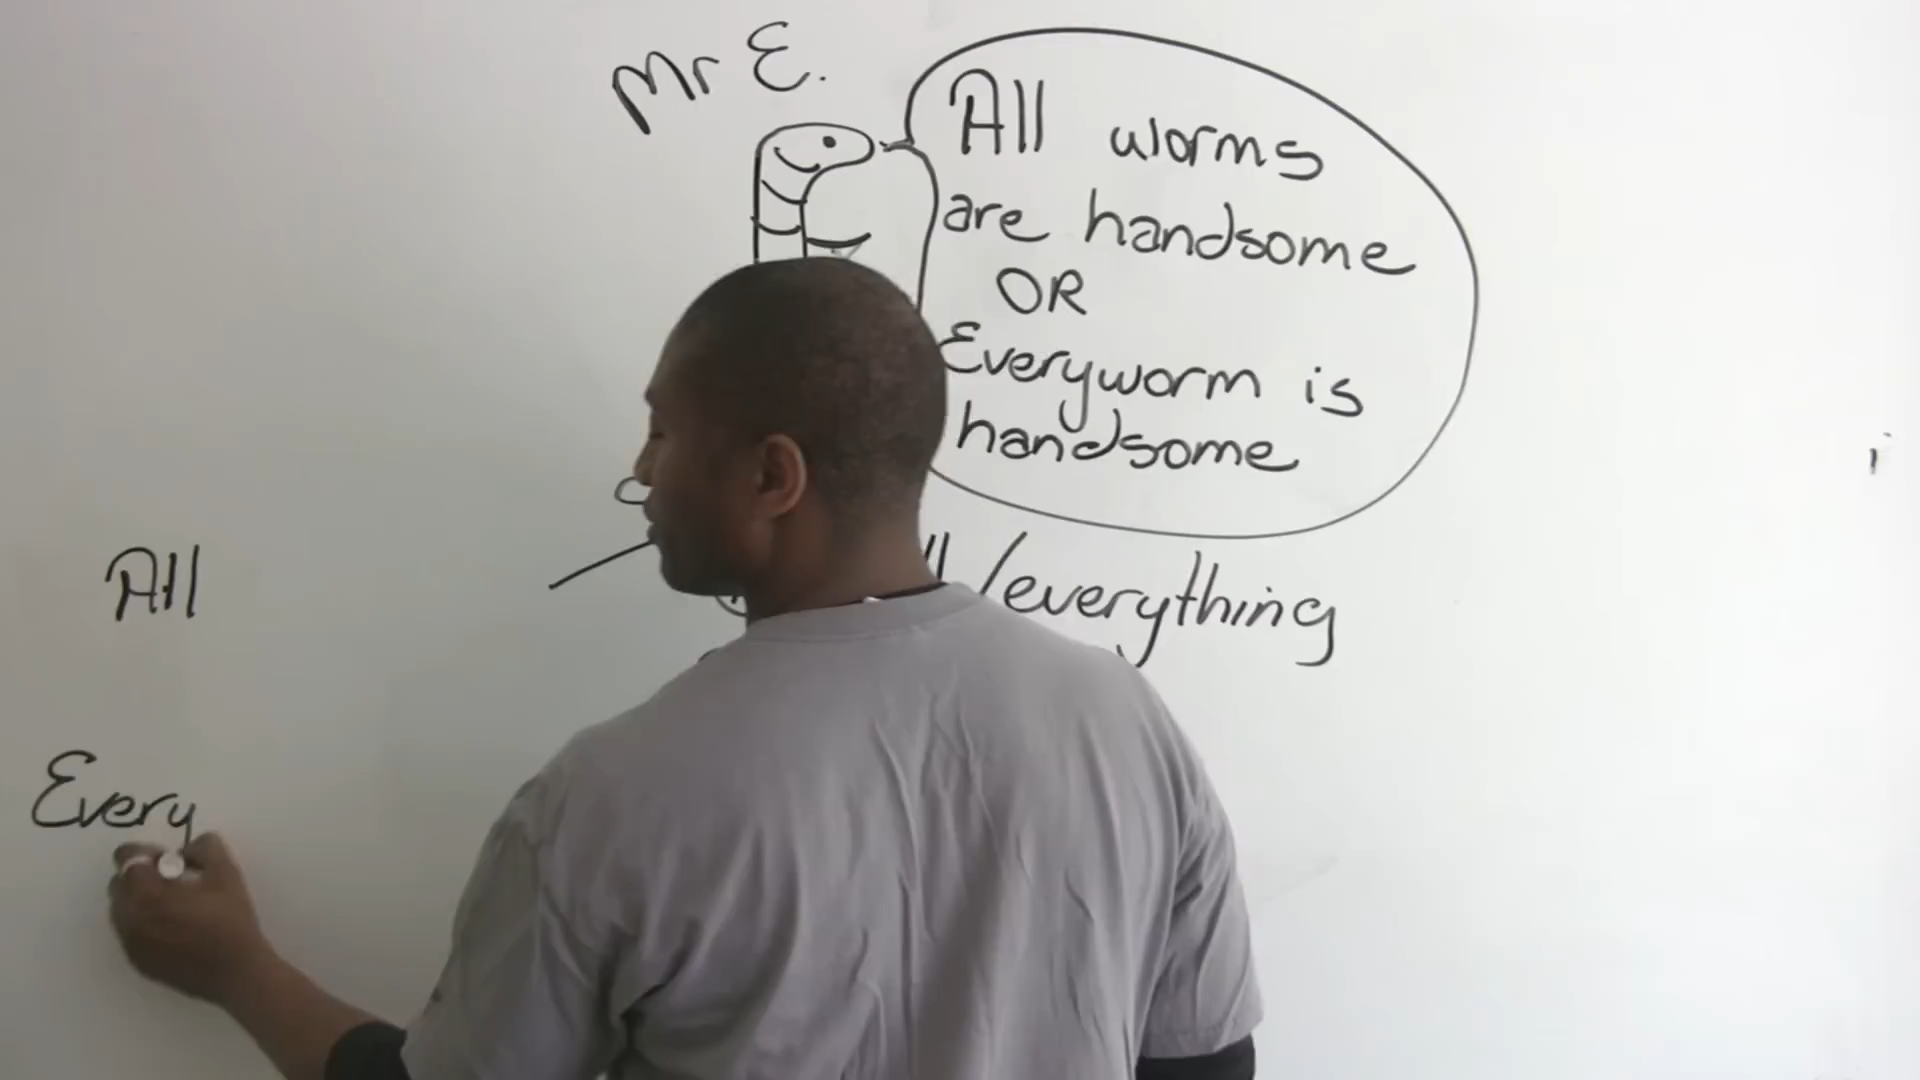 Mr E.
All worms
are handsome
OR
Everyworm is
handsome
/everything
All
Every